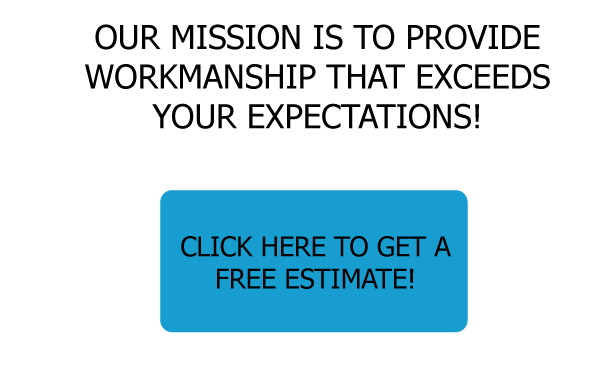 OUR MISSION IS TO PROVIDE
WORKMANSHIP THAT EXCEEDS
YOUR EXPECTATIONS!
CLICK HERE TO GET A
FREE ESTIMATE!